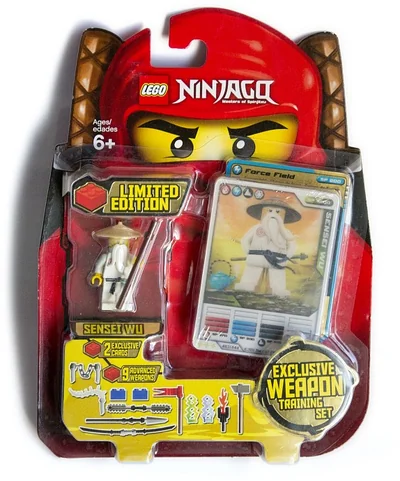 LEGO
NINJAGO
Masters of Spinjitzu
Ages/
edades
6+
LIMITED
EDITION
Force Field
SENSEI WU
SENSEI WU
2 EXCLUSIVE
CARDS!
9 ADVANCED
WEAPONS!
EXCLUSIVE
WEAPON
TRAINING
SET